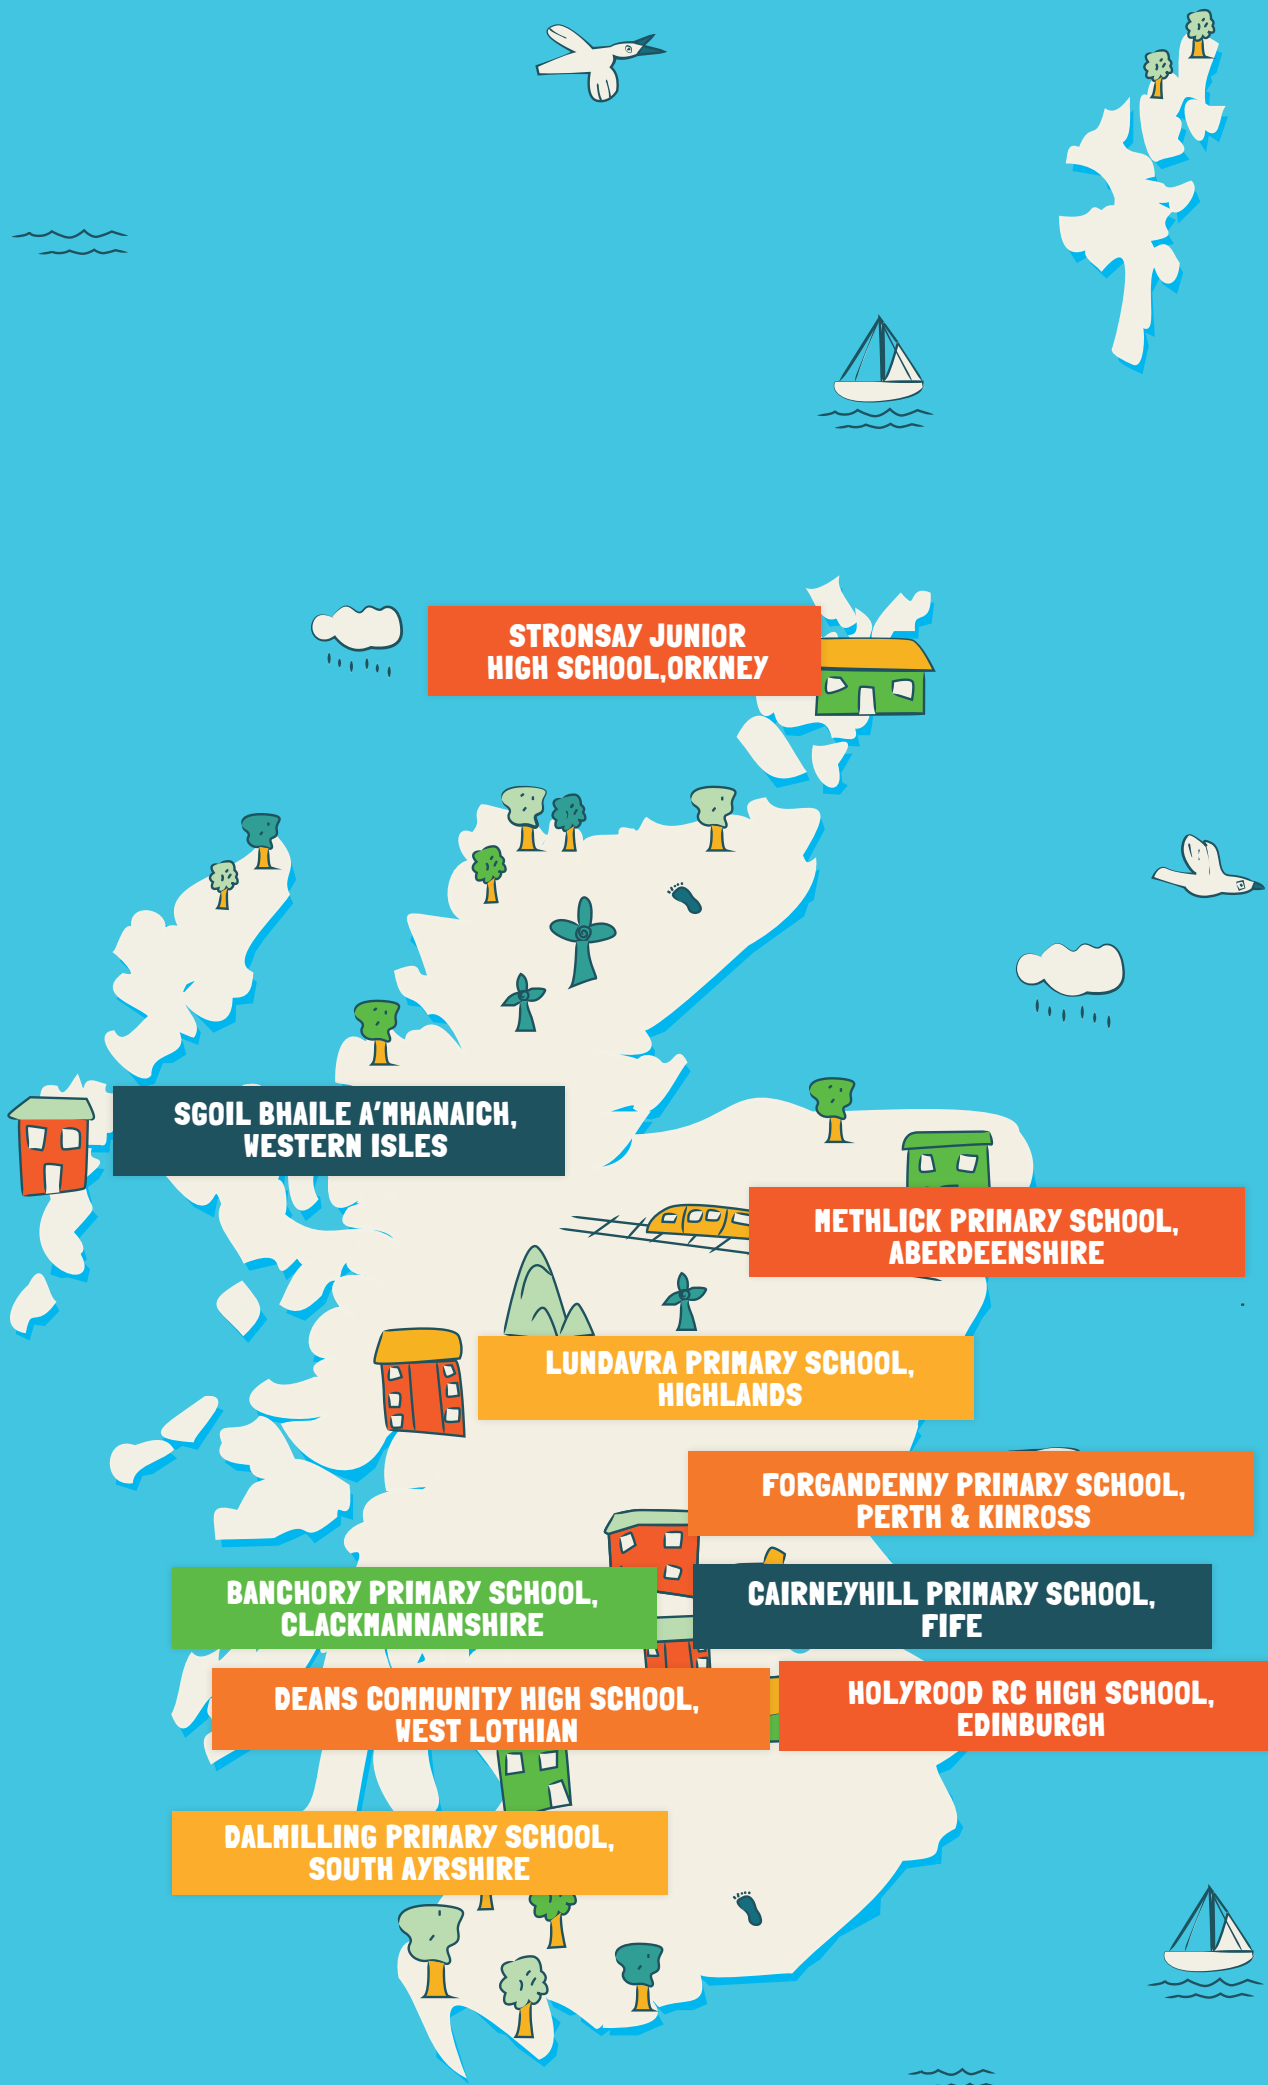 STRONSAY JUNIOR
HIGH SCHOOL,ORKNEY
SGOIL BHAILE A'MHANAICH,
WESTERN ISLES
METHLICK PRIMARY SCHOOL,
ABERDEENSHIRE
LUNDAVRA PRIMARY SCHOOL,
HIGHLANDS
FORGANDENNY PRIMARY SCHOOL,
PERTH & KINROSS
BANCHORY PRIMARY SCHOOL,
CLACKMANNANSHIRE
CAIRNEYHILL PRIMARY SCHOOL,
FIFE
DEANS COMMUNITY HIGH SCHOOL,
WEST LOTHIAN
HOLYROOD RC HIGH SCHOOL,
EDINBURGH
DALMILLING PRIMARY SCHOOL,
SOUTH AYRSHIRE